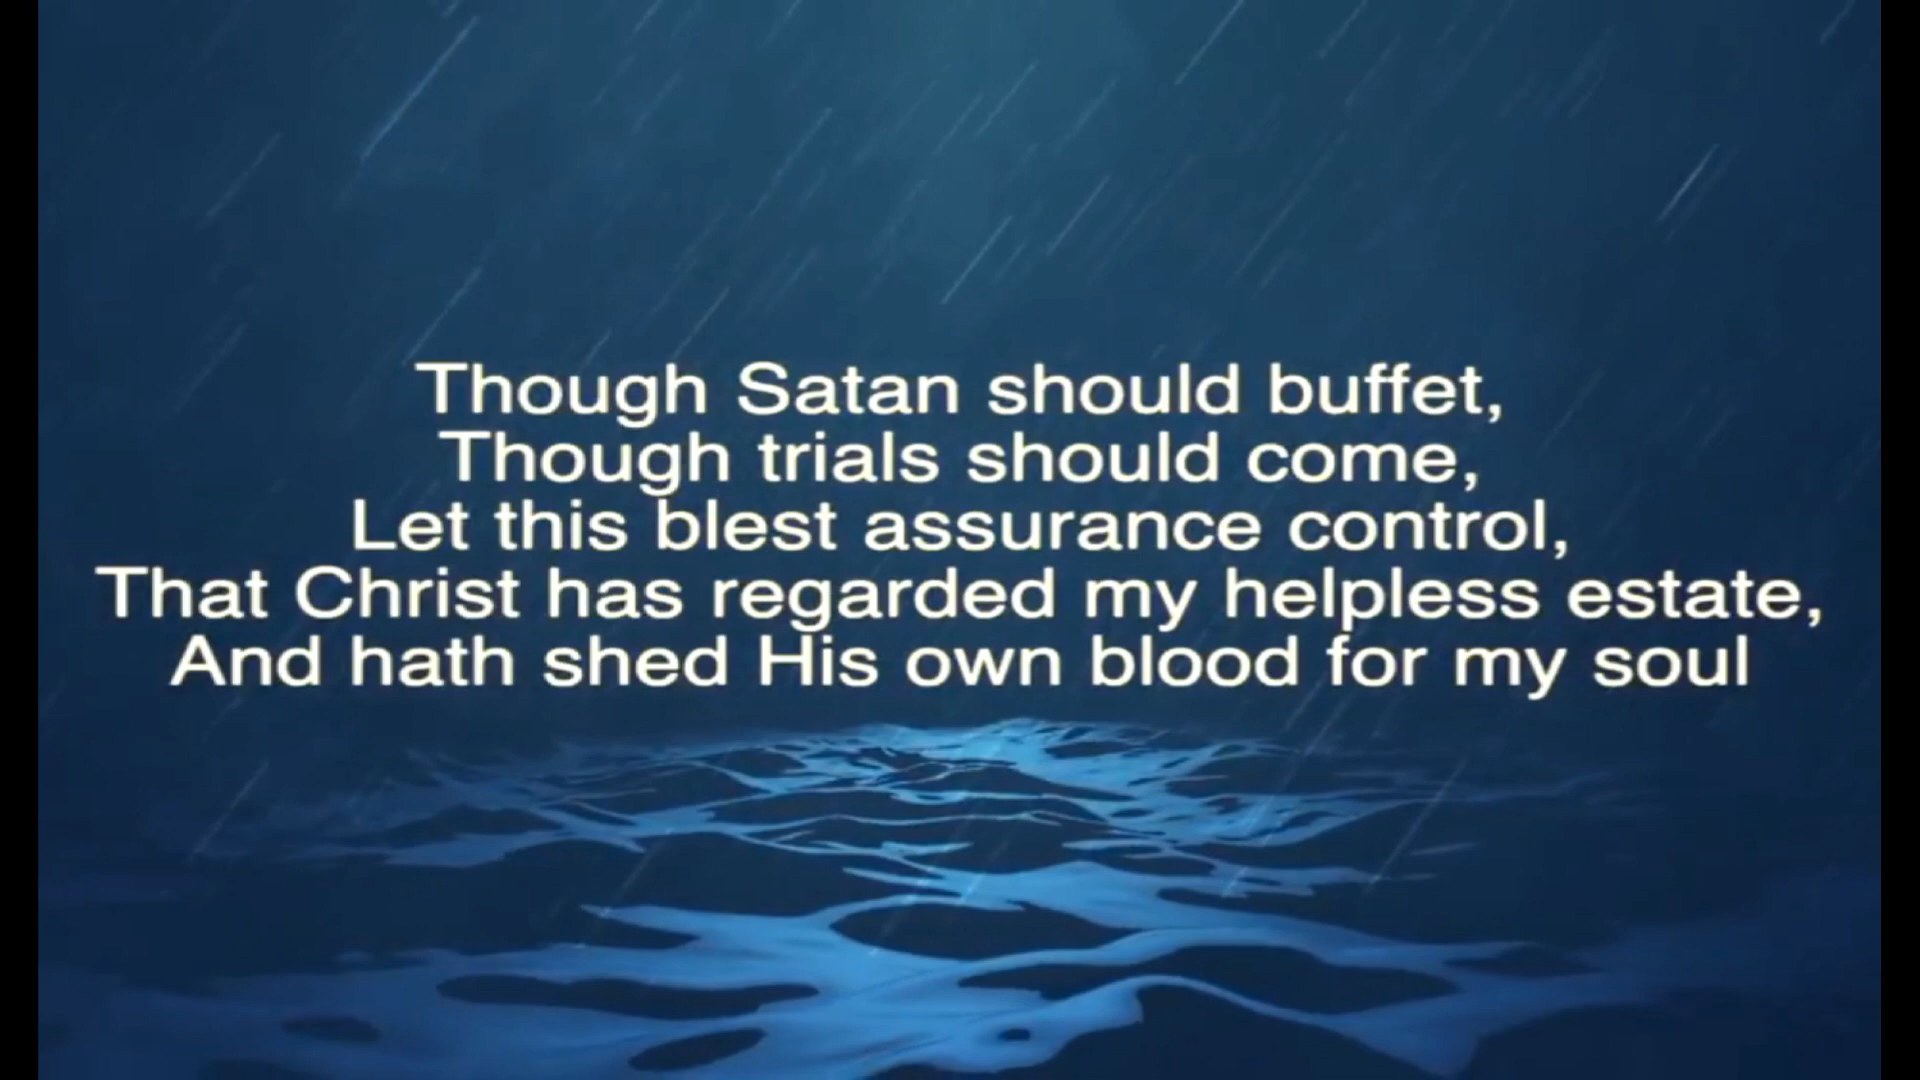 Though Satan should buffet,
Though trials should come,
Let this blest assurance control,
That Christ has regarded my helpless estate,
And hath shed His own blood for my soul